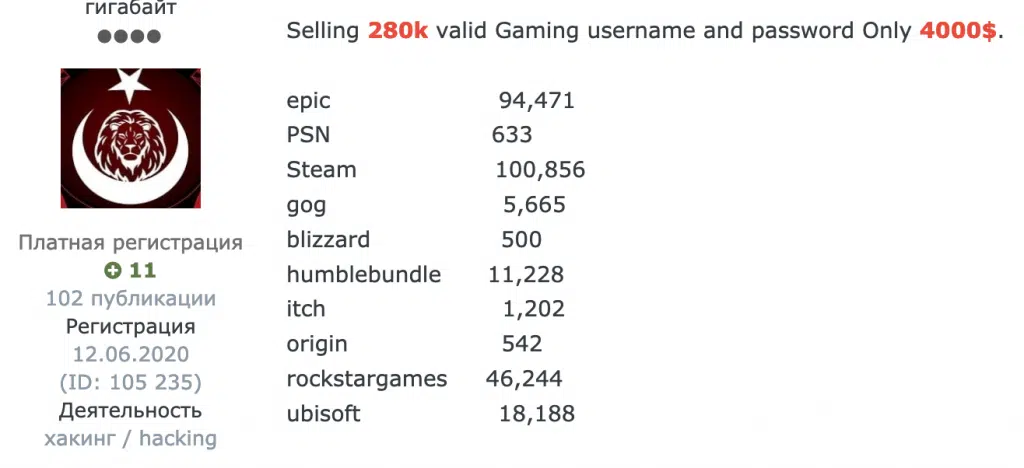 гигабайт
Платная регистрация
11
102 публикации
Регистрация
12.06.2020
(ID: 105 235)
Деятельность
хакинг / hacking
Selling 280k valid Gaming username and password Only 4000$.
epic 94,471
PSN 633
Steam 100,856
gog 5,665
blizzard 500
humblebundle 11,228
itch 1,202
origin 542
rockstargames 46,244
ubisoft 18,188